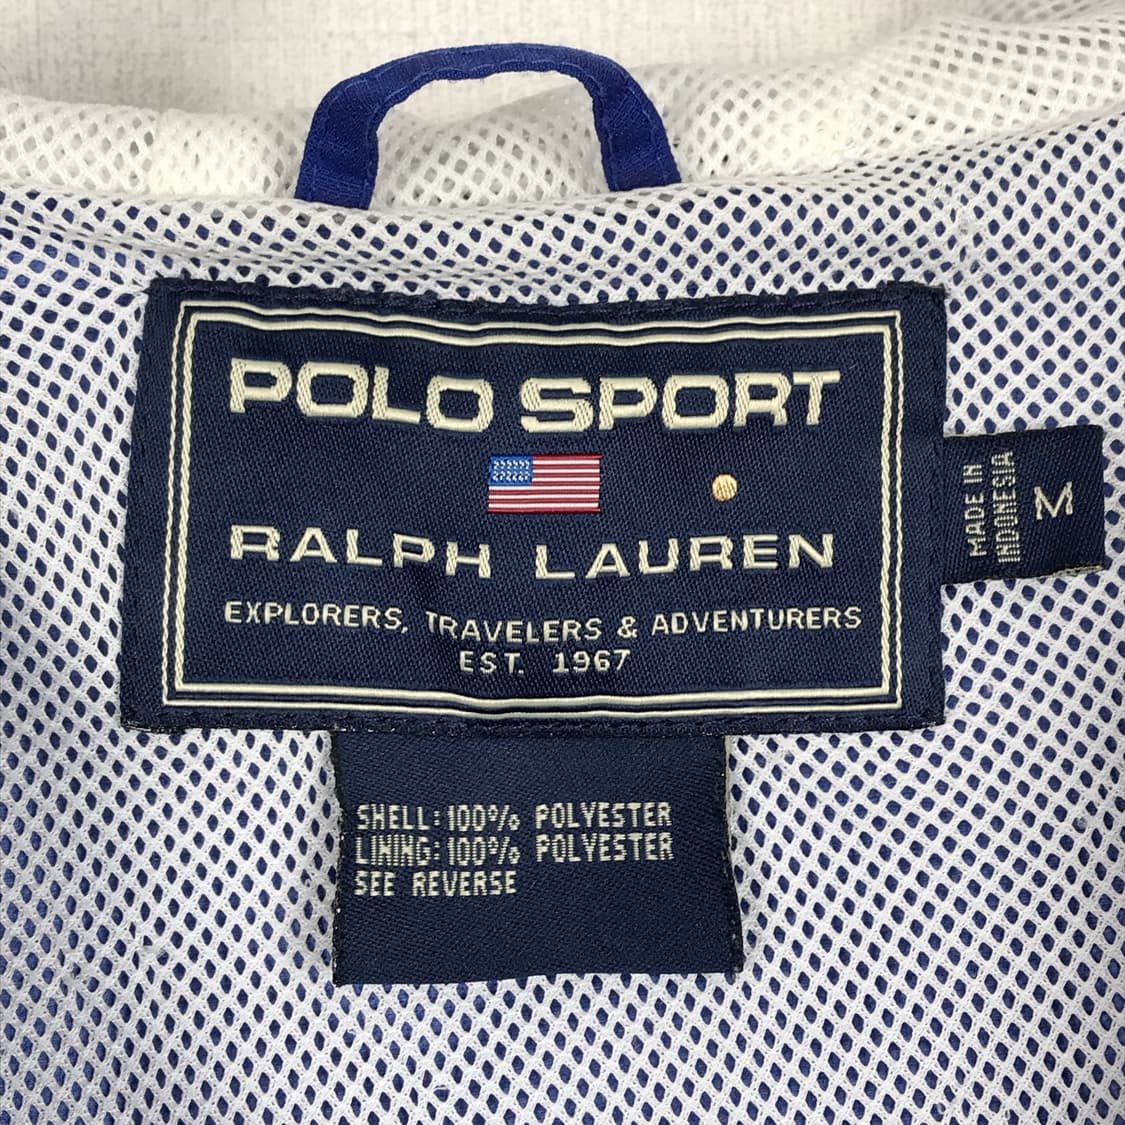 POLO SPORT
RALPH LAUREN
EXPLORERS, TRAVELERS & ADVENTURERS
EST. 1967
MADE IN
INDONESIA
M
SHELL: 100% POLYESTER
LINING: 100% POLYESTER
SEE REVERSE